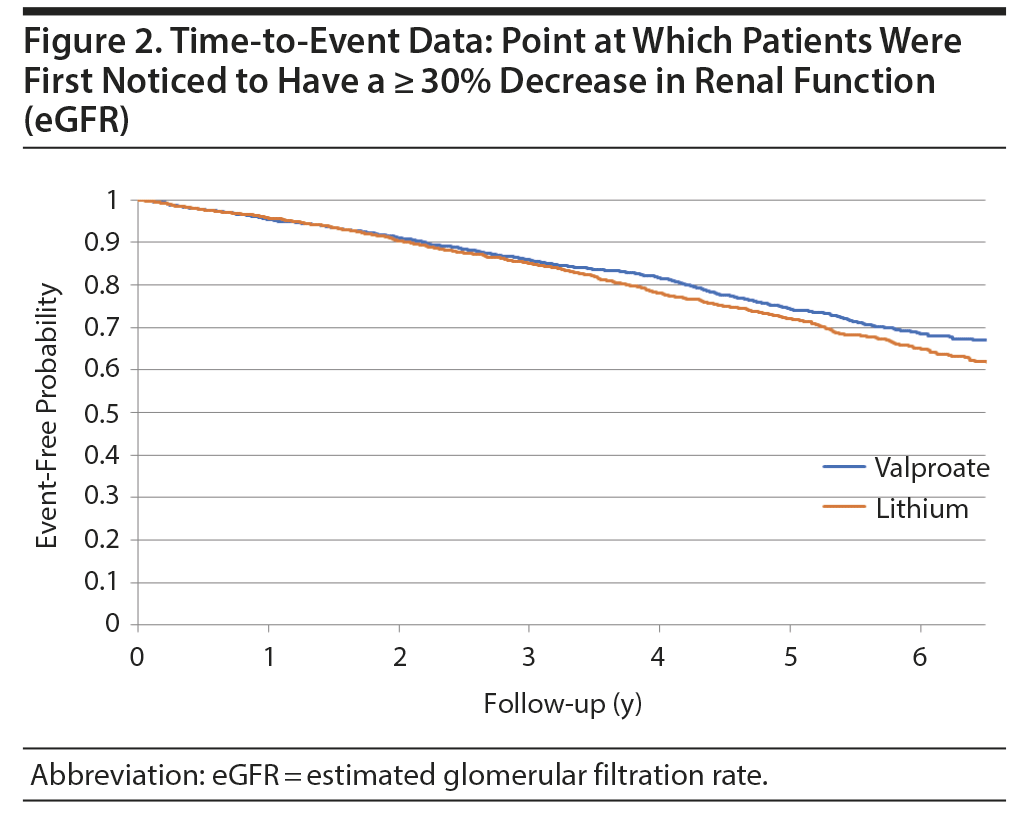 Figure 2. Time-to-Event Data: Point at Which Patients Were
First Noticed to Have a ≥ 30% Decrease in Renal Function
(eGFR)
1
0.9
0.8
0.7
0.6
0.5
0.4
0.3
0.2
0.1
0
Event-Free Probability
Valproate
Lithium
0 1 2 3 4 5 6
Follow-up (y)
Abbreviation: eGFR = estimated glomerular filtration rate.